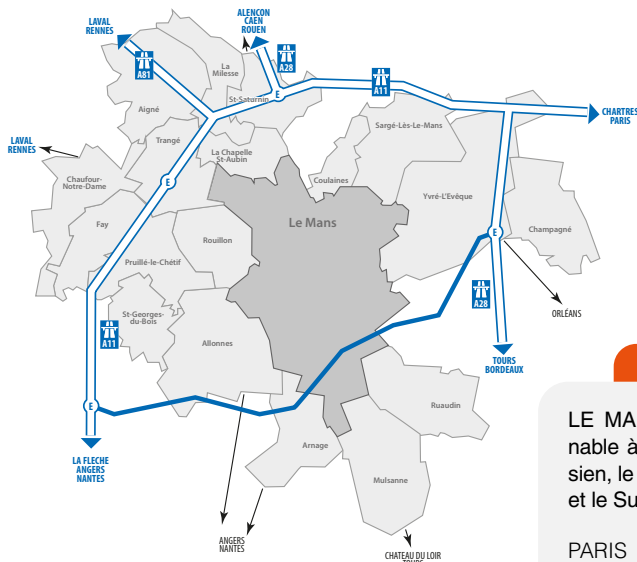 LAVAL
RENNES
ALENCON
CAEN
ROUEN
A81
La
Milesse
A28
St-Saturnin
A11
Aigné
CHARTRES
PARIS
Sargé-Lès-Le-Mans
LAVAL
RENNES
Trangé
La Chapelle
St-Aubin
E
Coulaines
Chaufour-
Notre-Dame
E
Yvré-L'Evèque
Le Mans
Fay
Rouillon
E
Champagné
Pruillé-le-Chétif
A28
ORLÉANS
St-Georges-
du-Bois
A11
Allonnes
TOURS
BORDEAUX
E
Ruaudin
LA FLECHE
ANGERS
NANTES
Arnage
Mulsanne
ANGERS
NANTES
CHATEAU DU LOIR
TOURS
LE MA
nable à
sien, le
et le Su
PARIS